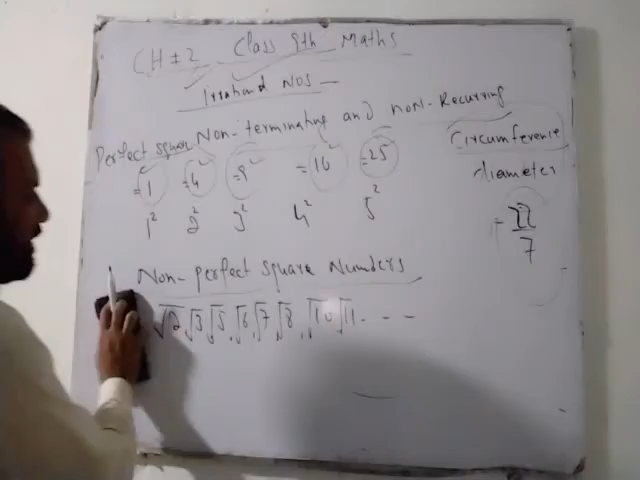 CH # 2 Class 9th Maths
Irrational NOS —
Non-terminating and non-Recurring
Perfect square
=1 =4 =9 =16 =25
1² 2² 3² 4² 5²
Circumference
diameter
= 22/7
Non-perfect square Numbers
√2, √3, √5, √6, √7, √8, √10, √11 - - -